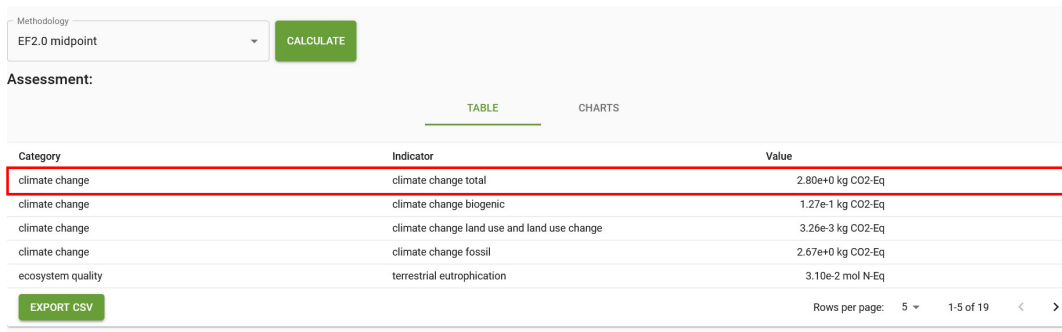 Methodology
EF2.0 midpoint
CALCULATE
Assessment:
TABLE CHARTS
Category Indicator Value
climate change climate change total 2.80e+0 kg CO2-Eq
climate change climate change biogenic 1.27e-1 kg CO2-Eq
climate change climate change land use and land use change 3.26e-3 kg CO2-Eq
climate change climate change fossil 2.67e+0 kg CO2-Eq
ecosystem quality terrestrial eutrophication 3.10e-2 mol N-Eq
EXPORT CSV Rows per page: 5 1-5 of 19